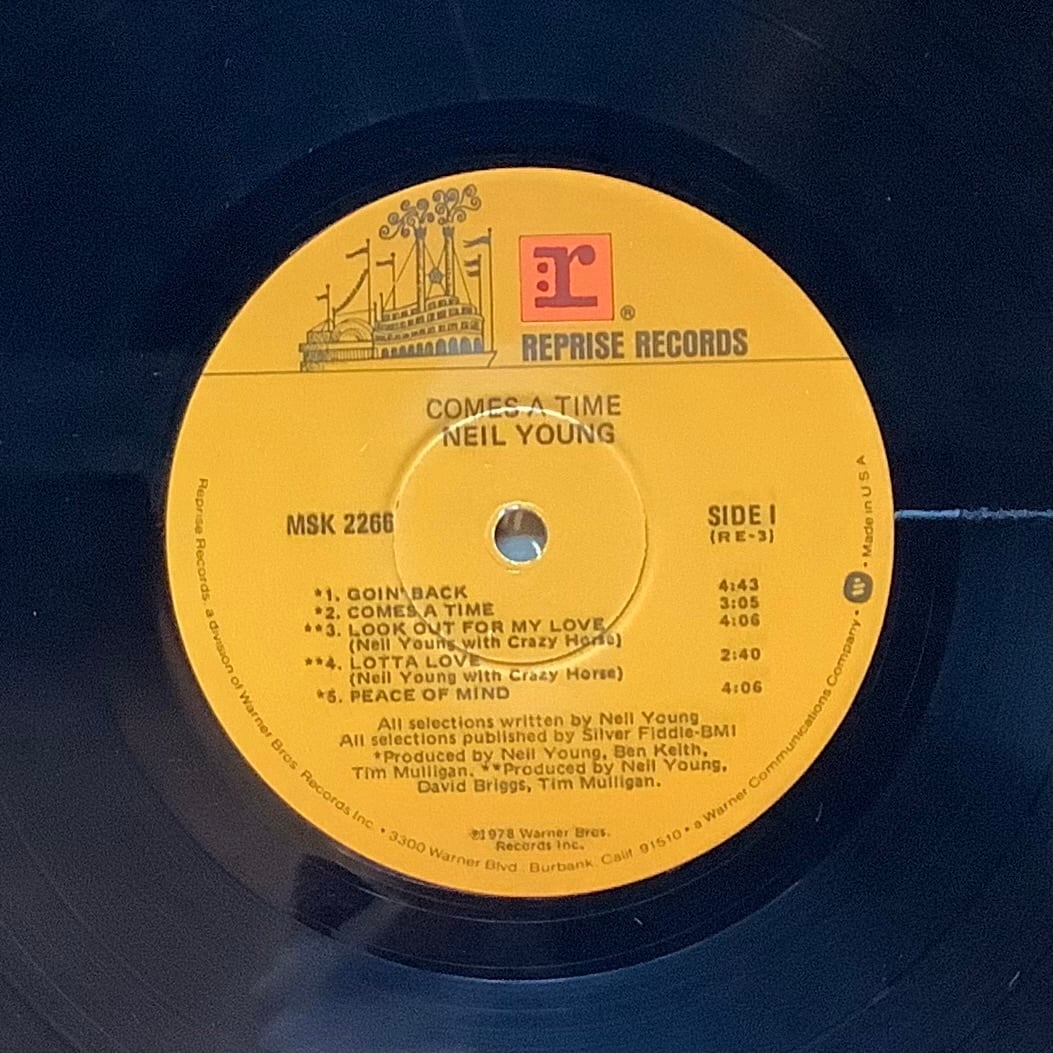 r
®
REPRISE RECORDS
COMES A TIME
NEIL YOUNG
MSK 2266
SIDE I
(RE-3)
*1. GOIN' BACK 4:43
*2. COMES A TIME 3:05
**3. LOOK OUT FOR MY LOVE 4:06
(Neil Young with Crazy Horse)
**4. LOTTA LOVE 2:40
(Neil Young with Crazy Horse)
*5. PEACE OF MIND 4:06
All selections written by Neil Young
All selections published by Silver Fiddle-BMI
*Produced by Neil Young, Ben Keith,
Tim Mulligan. **Produced by Neil Young,
David Briggs, Tim Mulligan.
℗1978 Warner Bros.
Records Inc.
Reprise Records, a division of Warner Bros. Records Inc. • 3300 Warner Blvd., Burbank, Calif. 91510 • a Warner Communications Company • Made in U S A